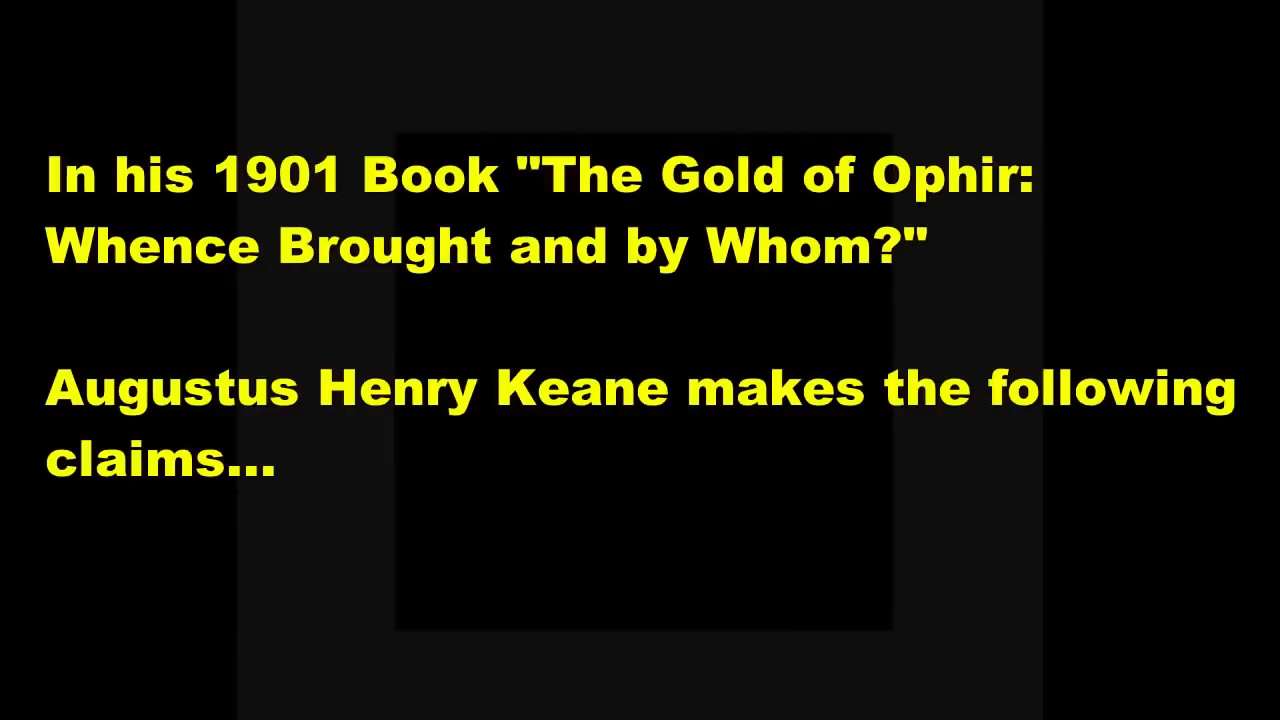 In his 1901 Book "The Gold of Ophir:
Whence Brought and by Whom?"
Augustus Henry Keane makes the following
claims...